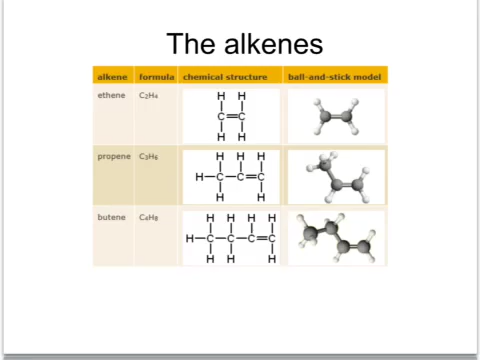 The alkenes
alkene formula chemical structure ball-and-stick model
ethene C₂H₄
H H
C=C
H H
propene C₃H₆
H H H
H-C-C=C
H H
butene C₄H₈
H H H H
H-C-C-C=C
H H H